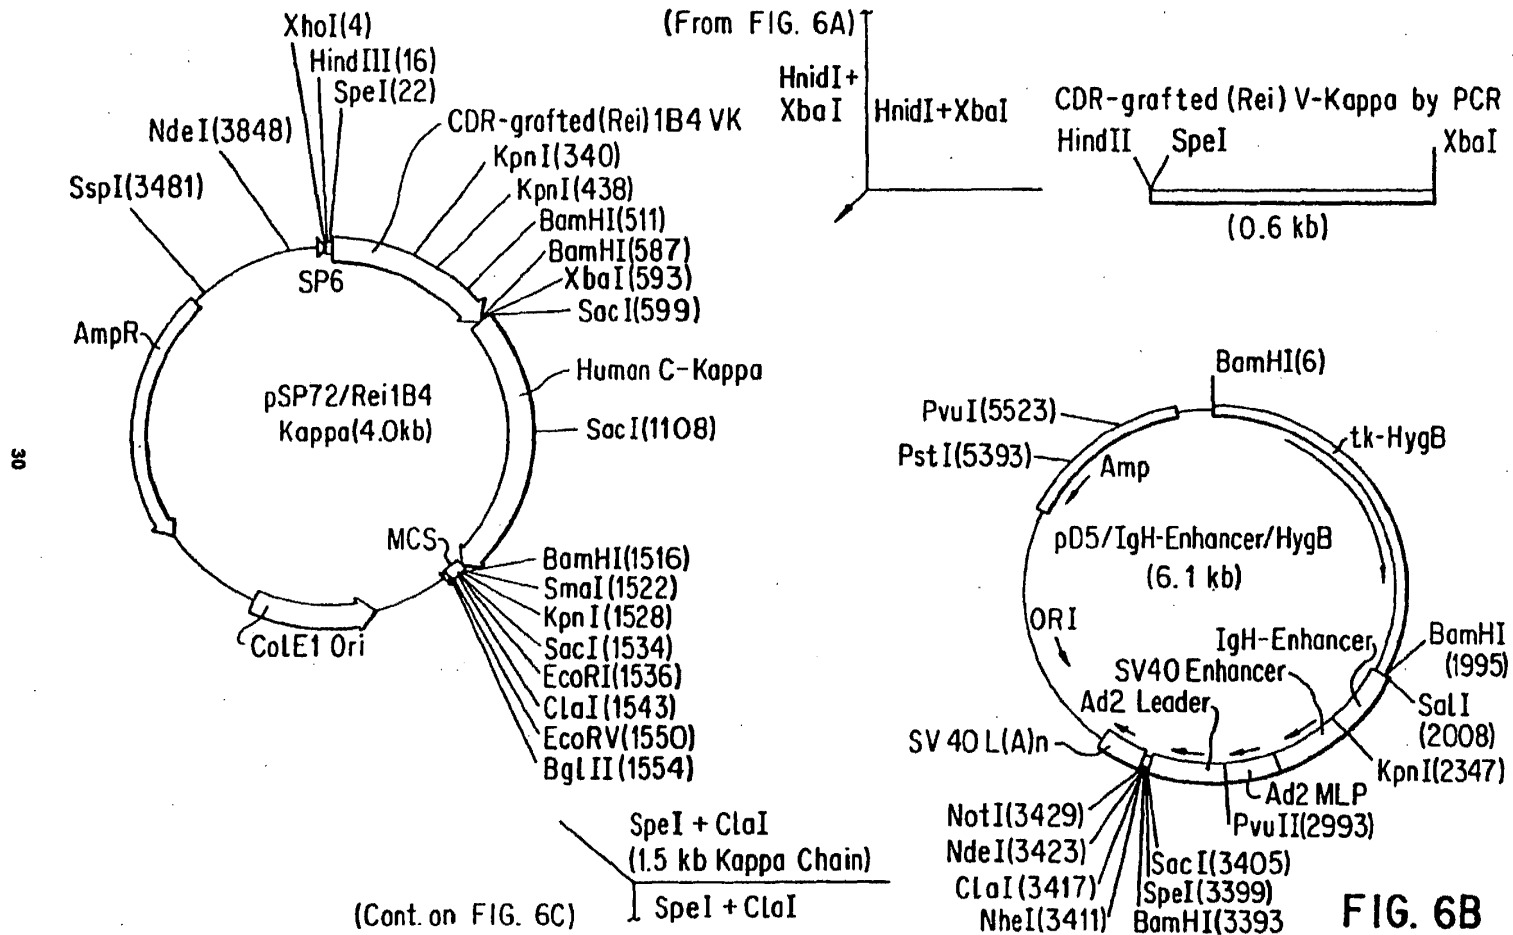 XhoI(4)
HindIII(16)
SpeI(22)
NdeI(3848)
SspI(3481)
CDR-grafted(Rei)1B4 VK
KpnI(340)
KpnI(438)
BamHI(511)
BamHI(587)
XbaI(593)
SacI(599)
SP6
AmpR
Human C-Kappa
pSP72/Rei1B4
Kappa(4.0kb)
SacI(1108)
MCS
BamHI(1516)
SmaI(1522)
KpnI(1528)
SacI(1534)
EcoRI(1536)
ClaI(1543)
EcoRV(1550)
BglII(1554)
ColE1 Ori
30
(From FIG. 6A)
HnidI+
XbaI
HnidI+XbaI
CDR-grafted (Rei) V-Kappa by PCR
HindII
SpeI
XbaI
(0.6 kb)
BamHI(6)
PvuI(5523)
PstI(5393)
Amp
tk-HygB
pD5/IgH-Enhancer/HygB
(6.1 kb)
ORI
IgH-Enhancer
SV40 Enhancer
Ad2 Leader
BamHI
(1995)
SalI
(2008)
KpnI(2347)
SV40 L(A)n
Ad2 MLP
PvuII(2993)
NotI(3429)
NdeI(3423)
ClaI(3417)
NheI(3411)
SacI(3405)
SpeI(3399)
BamHI(3393
SpeI + ClaI
(1.5 kb Kappa Chain)
SpeI + ClaI
(Cont. on FIG. 6C)
FIG. 6B